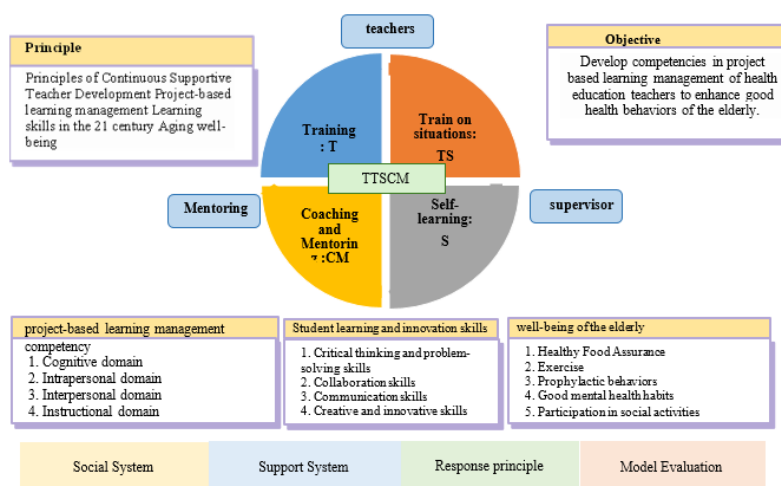 teachers
Principle
Principles of Continuous Supportive
Teacher Development Project-based
learning management Learning
skills in the 21 century Aging well-
being
Objective
Develop competencies in project
based learning management of health
education teachers to enhance good
health behaviors of the elderly.
Training
: T
Train on
situations:
TS
TTSCM
Mentoring
Coaching
and
Mentorin
g :CM
Self-
learning:
S
supervisor
project-based learning management
competency
1. Cognitive domain
2. Intrapersonal domain
3. Interpersonal domain
4. Instructional domain
Student learning and innovation skills
1. Critical thinking and problem-
solving skills
2. Collaboration skills
3. Communication skills
4. Creative and innovative skills
well-being of the elderly
1. Healthy Food Assurance
2. Exercise
3. Prophylactic behaviors
4. Good mental health habits
5. Participation in social activities
Social System
Support System
Response principle
Model Evaluation